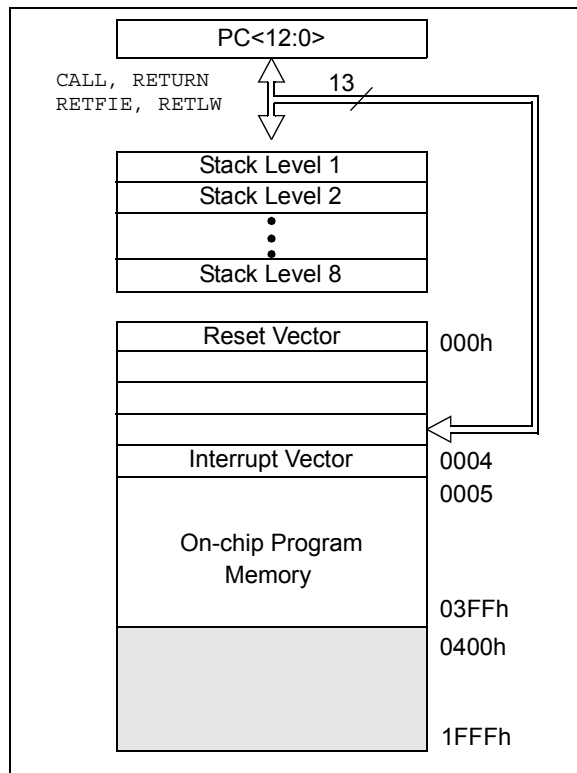 PC<12:0>
CALL, RETURN
RETFIE, RETLW
13
Stack Level 1
Stack Level 2
Stack Level 8
Reset Vector
000h
Interrupt Vector
0004
0005
On-chip Program
Memory
03FFh
0400h
1FFFh